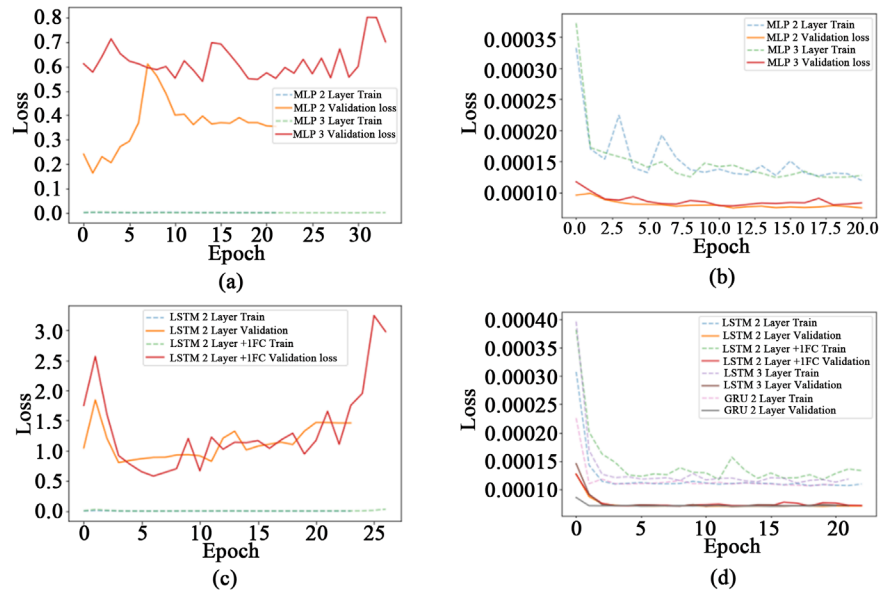 0.8
0.7
0.6
0.5
0.4
0.3
0.2
0.1
0.0
Loss
MLP 2 Layer Train
MLP 2 Validation loss
MLP 3 Layer Train
MLP 3 Validation loss
0 5 10 15 20 25 30
Epoch
(a)
0.00035
0.00030
0.00025
0.00020
0.00015
0.00010
Loss
MLP 2 Layer Train
MLP 2 Validation loss
MLP 3 Layer Train
MLP 3 Validation loss
0.0 2.5 5.0 7.5 10.0 12.5 15.0 17.5 20.0
Epoch
(b)
3.0
2.5
2.0
1.5
1.0
0.5
0.0
Loss
LSTM 2 Layer Train
LSTM 2 Layer Validation
LSTM 2 Layer +1FC Train
LSTM 2 Layer +1FC Validation loss
0 5 10 15 20 25
Epoch
(c)
0.00040
0.00035
0.00030
0.00025
0.00020
0.00015
0.00010
Loss
LSTM 2 Layer Train
LSTM 2 Layer Validation
LSTM 2 Layer +1FC Train
LSTM 2 Layer +1FC Validation
LSTM 3 Layer Train
LSTM 3 Layer Validation
GRU 2 Layer Train
GRU 2 Layer Validation
0 5 10 15 20
Epoch
(d)